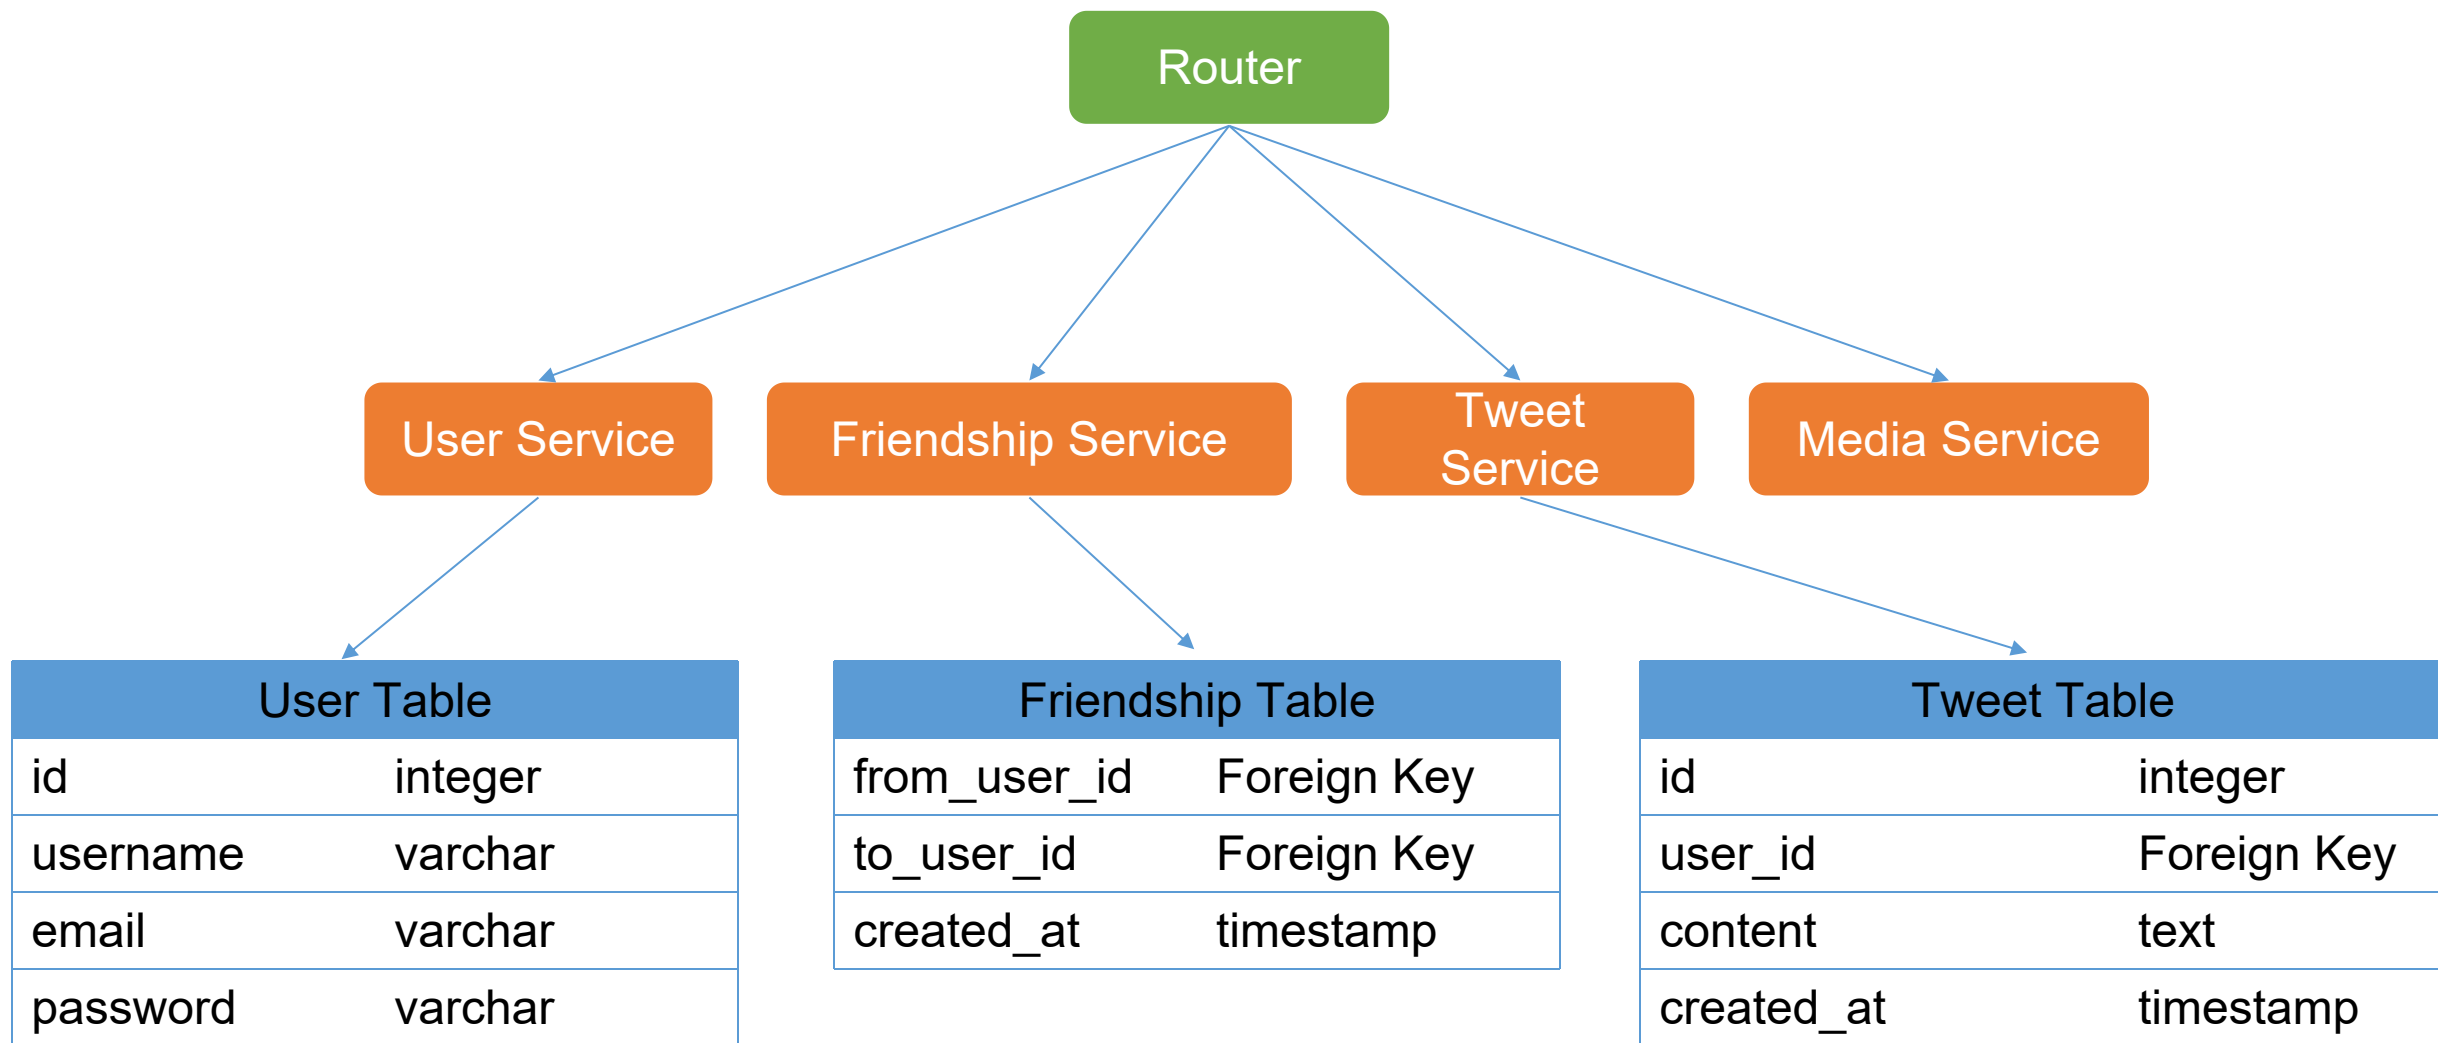 Router
User Service
Friendship Service
Tweet
Service
Media Service
User Table
id integer
username varchar
email varchar
password varchar
Friendship Table
from_user_id Foreign Key
to_user_id Foreign Key
created_at timestamp
Tweet Table
id integer
user_id Foreign Key
content text
created_at timestamp